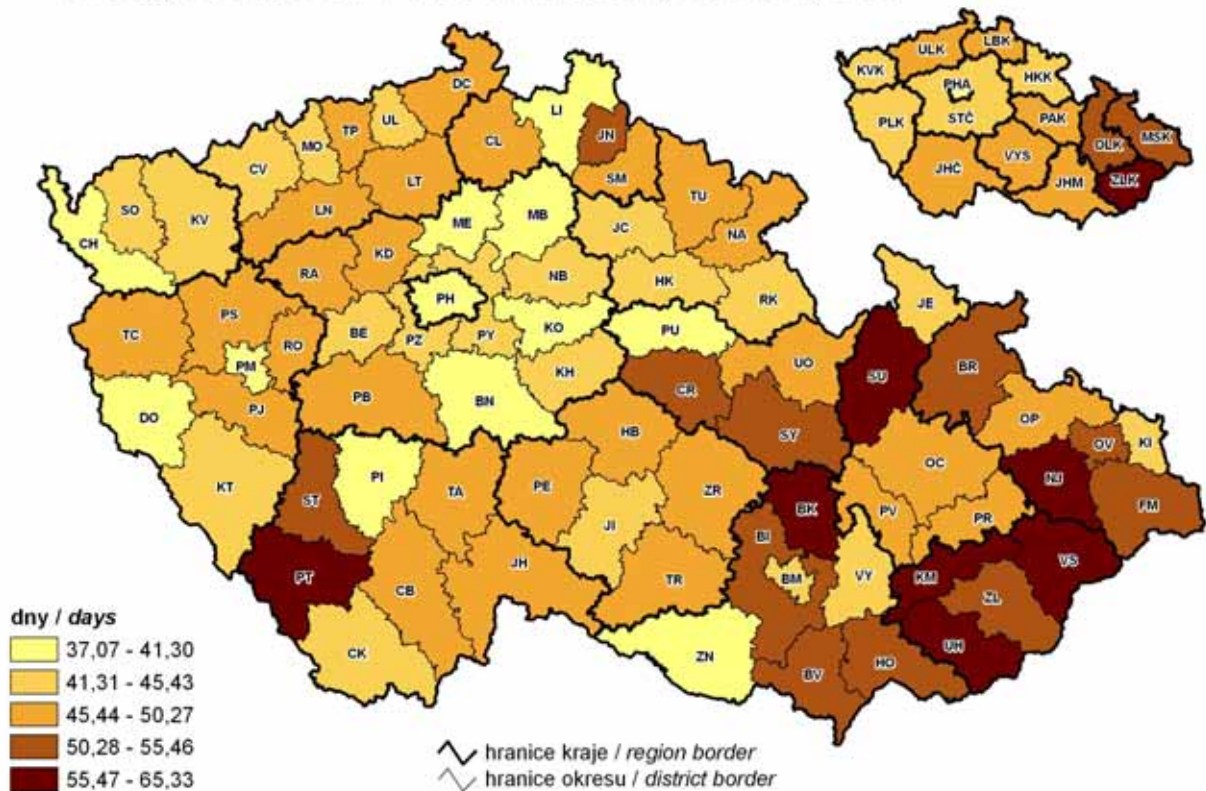 DC
LI
UL
JN
TP
CL
MO
CV
LT
SM
TU
SO
KV
LN
ME
MB
CH
JC
NA
RA
KD
NB
HK
RK
PH
JE
TC
PS
RO
BE
PZ
PY
KO
PU
PM
KH
UO
SU
BR
DO
PJ
PB
BN
CR
SY
OP
OV
KI
HB
OC
KT
ST
PI
TA
PE
ZR
NJ
FM
JI
BK
PV
PR
PT
CB
JH
TR
BI
BM
VY
KM
VS
ZL
CK
ZN
BV
HO
UH
ULK
LBK
KVK
PHA
HKK
PLK
STČ
PAK
OLK
MSK
JHČ
VYS
JHM
ZLK
dny / days
37,07 - 41,30
41,31 - 45,43
45,44 - 50,27
50,28 - 55,46
55,47 - 65,33
hranice kraje / region border
hranice okresu / district border